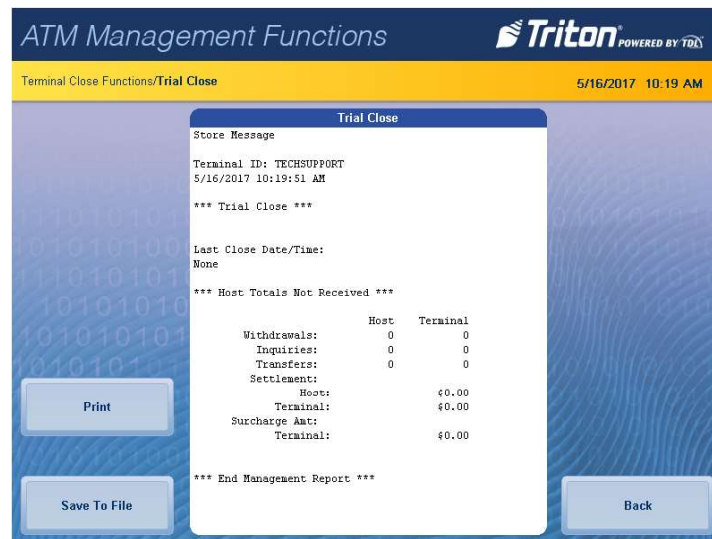 ATM Management Functions
Triton® POWERED BY TDL
Terminal Close Functions/Trial Close
5/16/2017 10:19 AM
Trial Close
Store Message
Terminal ID: TECHSUPPORT
5/16/2017 10:19:51 AM
*** Trial Close ***
Last Close Date/Time:
None
*** Host Totals Not Received ***
Host Terminal
Withdrawals: 0 0
Inquiries: 0 0
Transfers: 0 0
Settlement:
Host: $0.00
Terminal: $0.00
Surcharge Amt:
Terminal: $0.00
*** End Management Report ***
Print
Save To File
Back